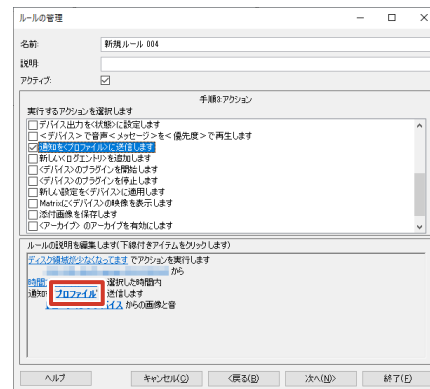 ルールの管理
名前:
新規ルール 004
説明:
アクティブ:
手順3:アクション
実行するアクションを選択します
デバイス出力を<状態>に設定します
<デバイス>で音声<メッセージ>を<優先度>で再生します
通知を<プロファイル>に送信します
新しい<ログエントリ>を追加します
<デバイス>のプラグインを開始します
<デバイス>のプラグインを停止します
新しい設定を<デバイス>に適用します
Matrixに<デバイス>の映像を表示します
添付画像を保存します
<アーカイブ> のアーカイブを有効にします
ルールの説明を編集します(下線付きアイテムをクリックします)
ディスク領域が少なくなってます でアクションを実行します
から
時間 選択した時間内
通知 プロファイル 送信します
イス からの画像と音
ヘルプ
キャンセル(C)
<戻る(B)
次へ(N)>
終了(F)